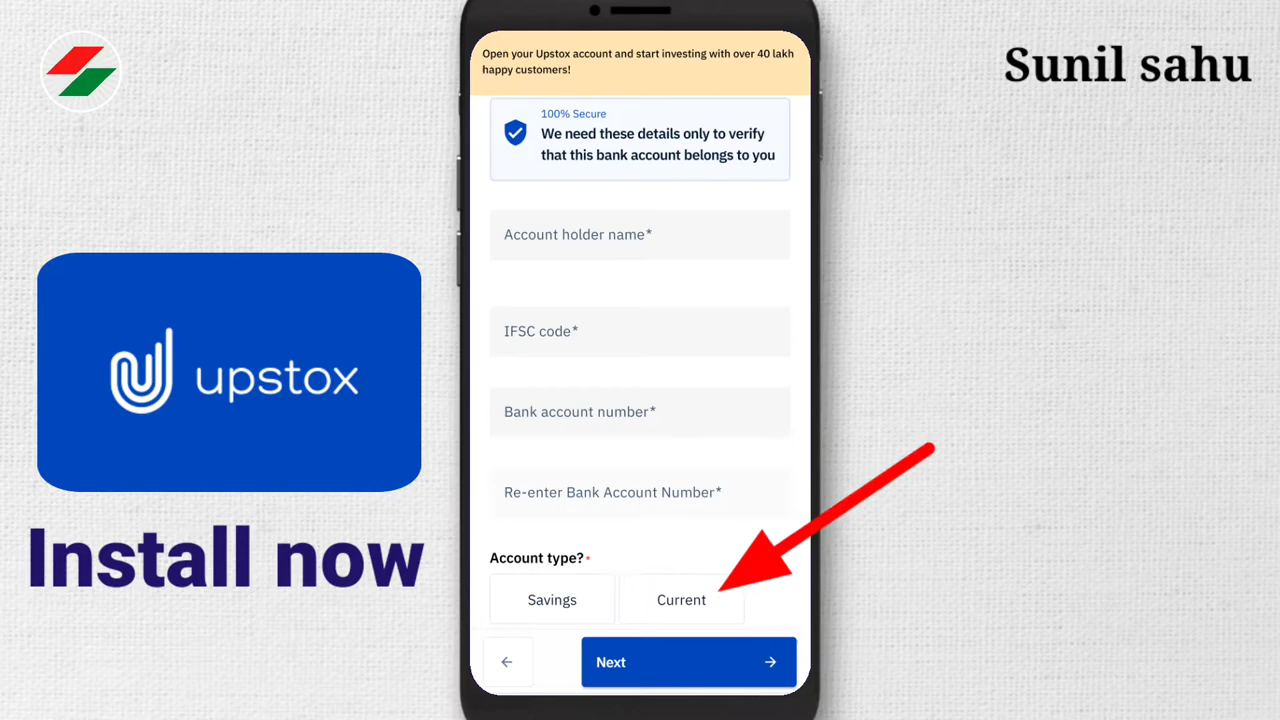 Sunil sahu
Open your Upstox account and start investing with over 40 lakh
happy customers!
100% Secure
We need these details only to verify
that this bank account belongs to you
Account holder name*
IFSC code*
Bank account number*
Re-enter Bank Account Number*
Account type?*
Savings
Current
Next
upstox
Install now